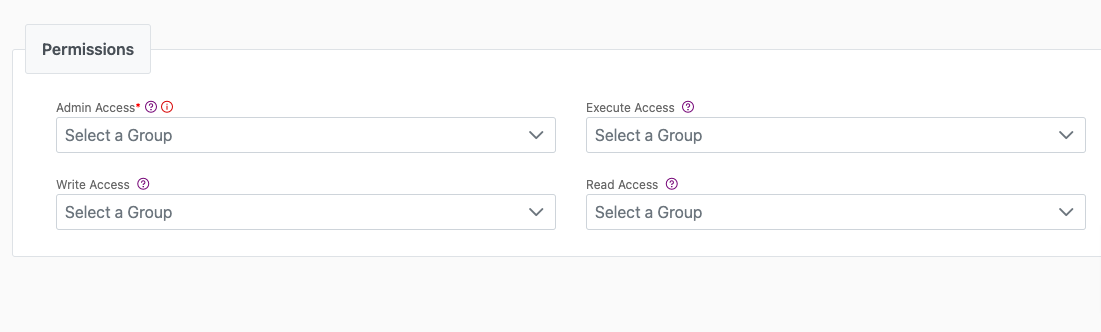 Permissions
Admin Access*
Execute Access
Select a Group
Select a Group
Write Access
Read Access
Select a Group
Select a Group